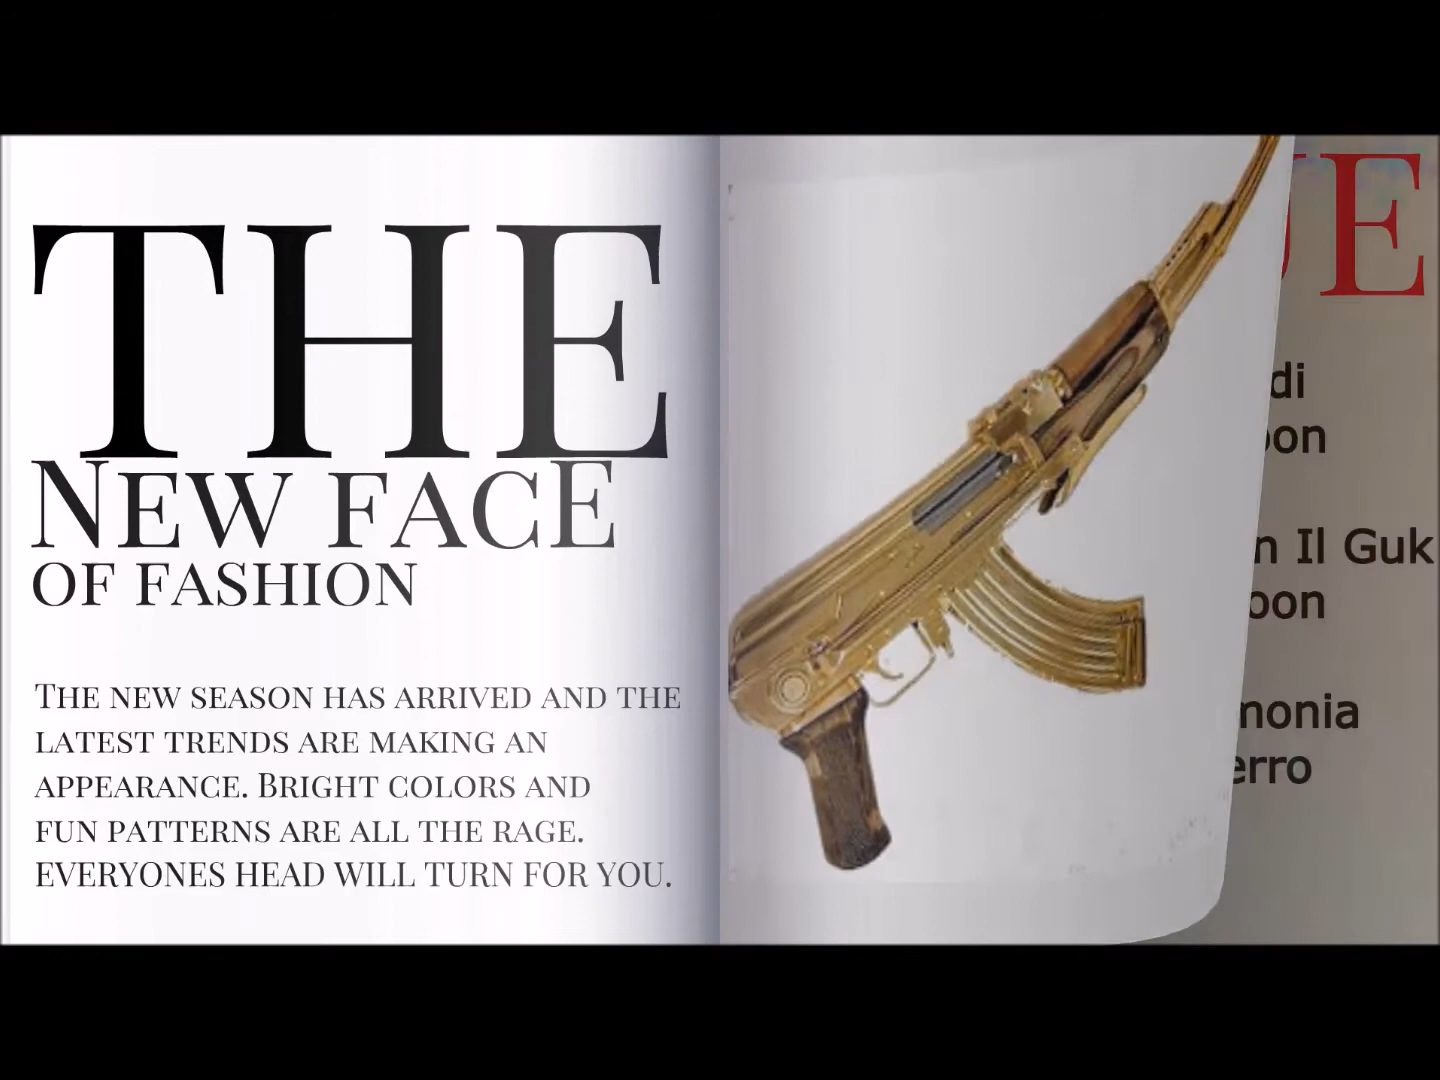 THE
NEW FACE
OF FASHION
THE NEW SEASON HAS ARRIVED AND THE
LATEST TRENDS ARE MAKING AN
APPEARANCE. BRIGHT COLORS AND
FUN PATTERNS ARE ALL THE RAGE.
EVERYONES HEAD WILL TURN FOR YOU.
UE
di
oon
n Il Guk
oon
monia
erro